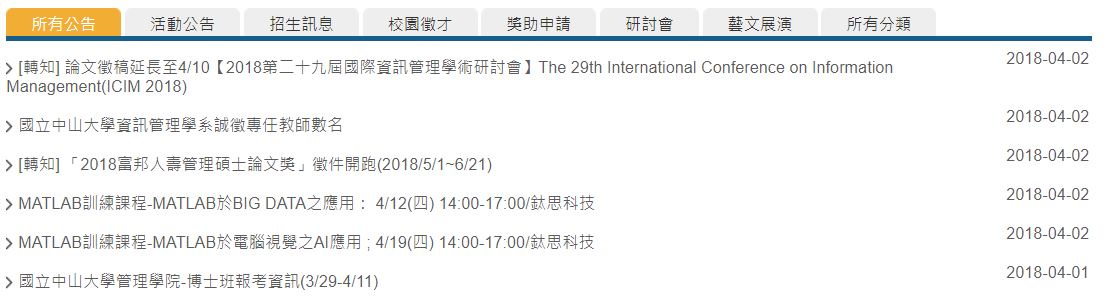 所有公告 活動公告 招生訊息 校園徵才 獎助申請 研討會 藝文展演 所有分類
[轉知] 論文徵稿延長至4/10【2018第二十九屆國際資訊管理學術研討會】The 29th International Conference on Information 2018-04-02
Management(ICIM 2018)
國立中山大學資訊管理學系誠徵專任教師數名 2018-04-02
[轉知] 「2018富邦人壽管理碩士論文獎」徵件開跑(2018/5/1~6/21) 2018-04-02
MATLAB訓練課程-MATLAB於BIG DATA之應用： 4/12(四) 14:00-17:00/鈦思科技 2018-04-02
MATLAB訓練課程-MATLAB於電腦視覺之AI應用 ; 4/19(四) 14:00-17:00/鈦思科技 2018-04-02
國立中山大學管理學院-博士班報考資訊(3/29-4/11) 2018-04-01